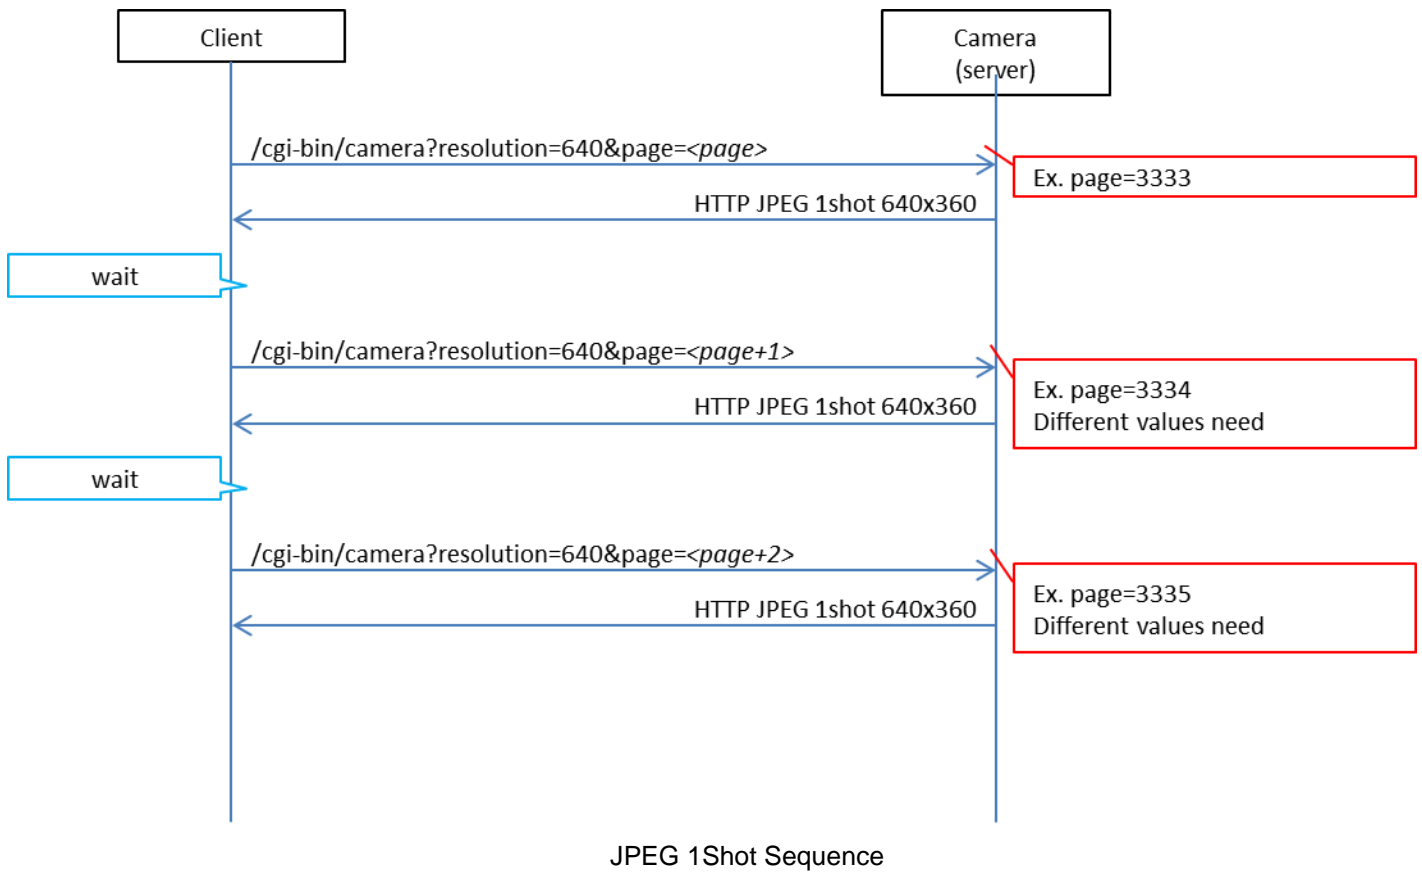 Client
Camera
(server)
/cgi-bin/camera?resolution=640&page=<page>
Ex. page=3333
HTTP JPEG 1shot 640x360
wait
/cgi-bin/camera?resolution=640&page=<page+1>
Ex. page=3334
Different values need
HTTP JPEG 1shot 640x360
wait
/cgi-bin/camera?resolution=640&page=<page+2>
Ex. page=3335
Different values need
HTTP JPEG 1shot 640x360
JPEG 1Shot Sequence